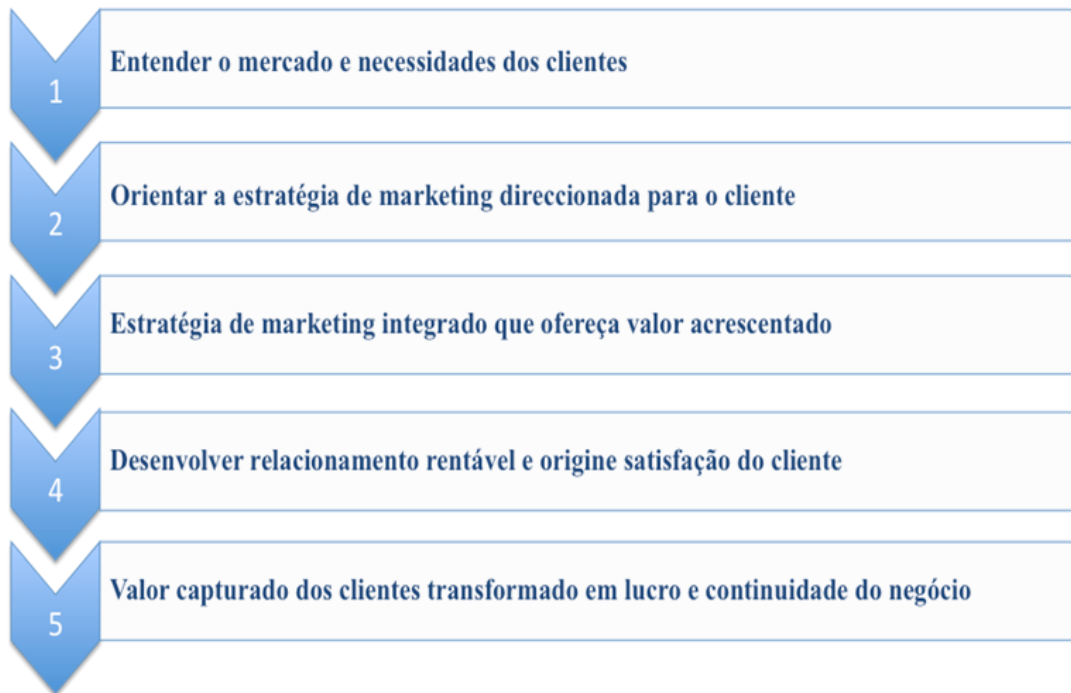 1
Entender o mercado e necessidades dos clientes
2
Orientar a estratégia de marketing direccionada para o cliente
3
Estratégia de marketing integrado que ofereça valor acrescentado
4
Desenvolver relacionamento rentável e origine satisfação do cliente
5
Valor capturado dos clientes transformado em lucro e continuidade do negócio